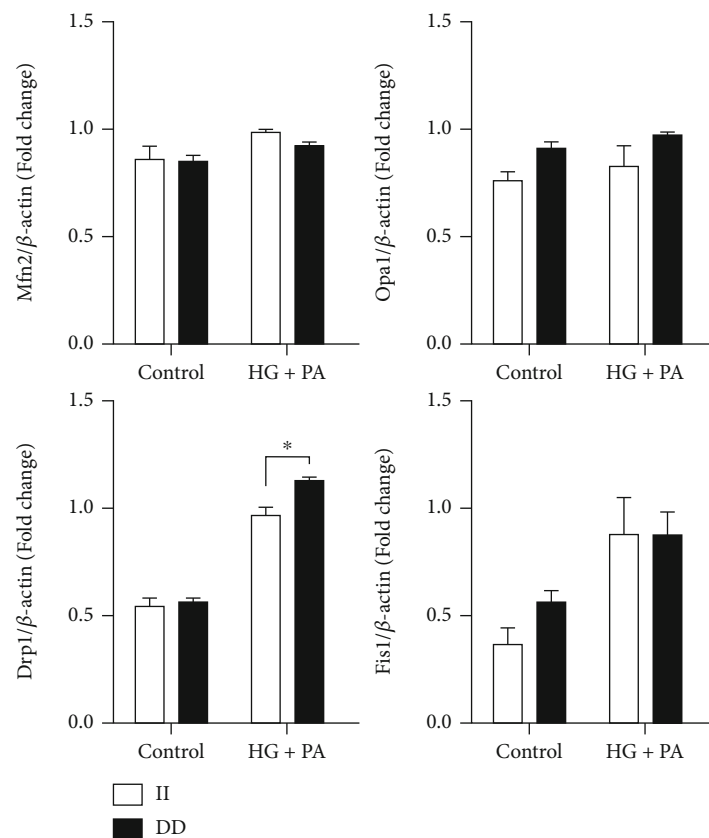 Mfn2/β-actin (Fold change)
1.5
1.0
0.5
0.0
Control HG + PA
Opa1/β-actin (Fold change)
1.5
1.0
0.5
0.0
Control HG + PA
Drp1/β-actin (Fold change)
1.5
1.0
0.5
0.0
*
Control HG + PA
Fis1/β-actin (Fold change)
1.5
1.0
0.5
0.0
Control HG + PA
II
DD